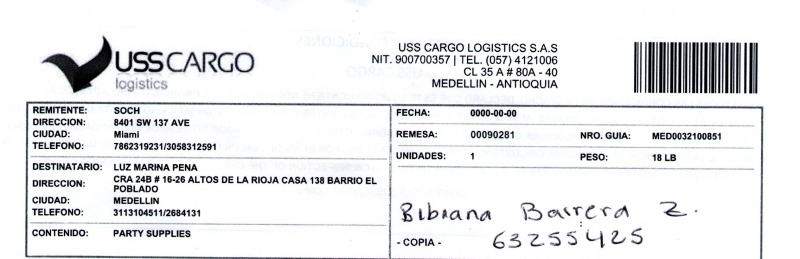 USSCARGO
logistics
USS CARGO LOGISTICS S.A.S
NIT. 900700357 | TEL. (057) 4121006
CL 35 A # 80A - 40
MEDELLIN - ANTIOQUIA
REMITENTE: SOCH
DIRECCION: 8401 SW 137 AVE
CIUDAD: Miami
TELEFONO: 7862319231/3058312591
DESTINATARIO: LUZ MARINA PENA
DIRECCION: CRA 24B # 16-26 ALTOS DE LA RIOJA CASA 138 BARRIO EL
POBLADO
CIUDAD: MEDELLIN
TELEFONO: 3113104511/2684131
CONTENIDO: PARTY SUPPLIES
FECHA: 0000-00-00
REMESA: 00090281 NRO. GUIA: MED0032100851
UNIDADES: 1 PESO: 18 LB
Bibiana Barrera Z.
- COPIA - 63255425